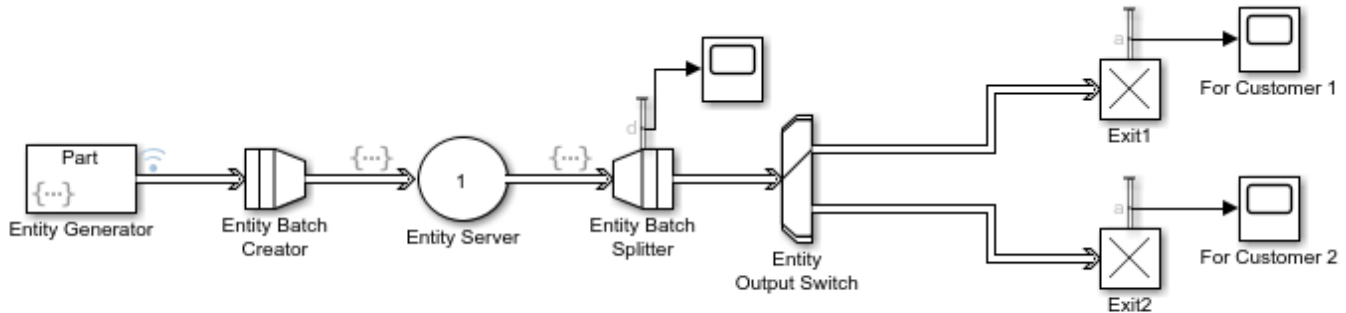 Part
{···}
Entity Generator
Entity Batch
Creator
{···}
1
Entity Server
{···}
d
Entity Batch
Splitter
Entity
Output Switch
a
Exit1
For Customer 1
a
Exit2
For Customer 2